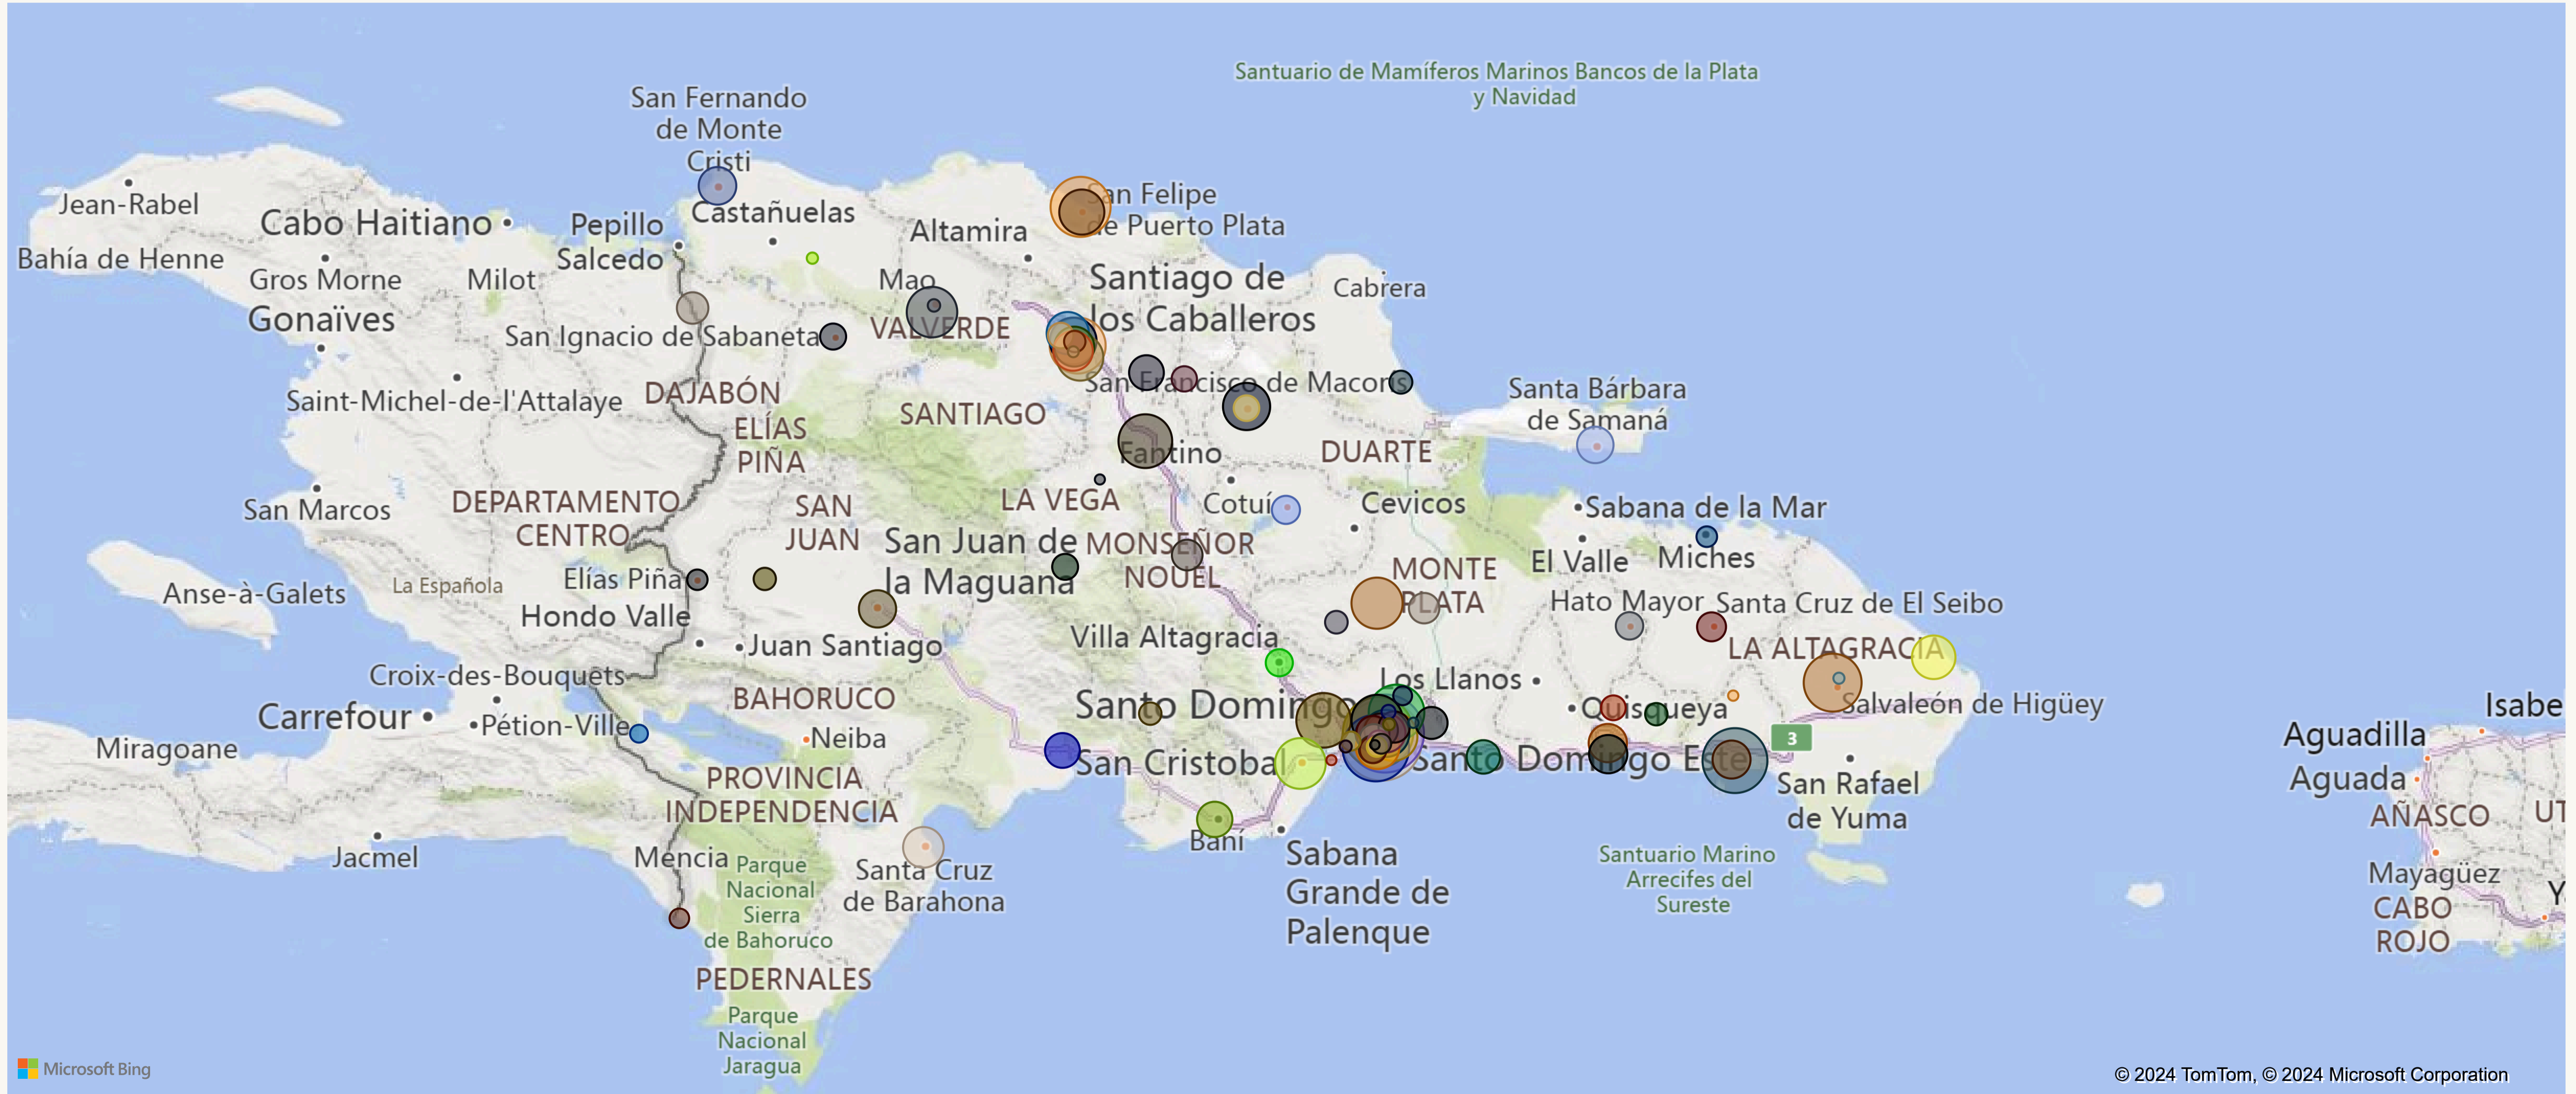 Santuario de Mamíferos Marinos Bancos de la Plata
y Navidad
San Fernando
de Monte
Cristi
Jean-Rabel
Cabo Haitiano
Pepillo
Salcedo
Castañuelas
Altamira
San Felipe
de Puerto Plata
Bahía de Henne
Gros Morne
Milot
Mao
Santiago de
los Caballeros
Cabrera
Gonaïves
San Ignacio de Sabaneta
VALVERDE
Saint-Michel-de-l'Attalaye
DAJABÓN
SANTIAGO
San Francisco de Macorís
Santa Bárbara
de Samaná
ELÍAS
PIÑA
Fantino
DUARTE
San Marcos
DEPARTAMENTO
CENTRO
SAN
JUAN
LA VEGA
Cotuí
Cevicos
Sabana de la Mar
San Juan de
la Maguana
MONSEÑOR
NOUEL
El Valle
Miches
Anse-à-Galets
La Española
Elías Piña
MONTE
PLATA
Hondo Valle
Hato Mayor
Santa Cruz de El Seibo
Juan Santiago
Villa Altagracia
LA ALTAGRACIA
Croix-des-Bouquets
BAHORUCO
Los Llanos
Carrefour
Pétion-Ville
Santo Domingo
Quisqueya
Salvaleón de Higüey
Isabe
Miragoane
Neiba
3
Aguadilla
San Cristobal
Santo Domingo Este
PROVINCIA
INDEPENDENCIA
San Rafael
de Yuma
Aguada
AÑASCO
UT
Jacmel
Mencia
Baní
Sabana
Grande de
Palenque
Parque
Nacional
Sierra
de Bahoruco
Santa Cruz
de Barahona
Santuario Marino
Arrecifes del
Sureste
Mayagüez
Y
CABO
ROJO
PEDERNALES
Parque
Nacional
Jaragua
Microsoft Bing
© 2024 TomTom, © 2024 Microsoft Corporation